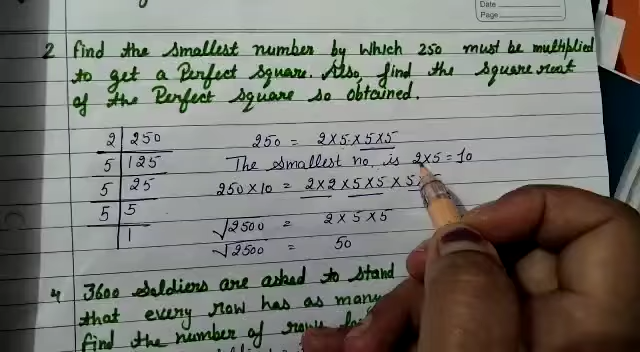 Date
Page
2 find the smallest number by which 250 must be multiplied
to get a Perfect Square. Also, find the square root
of the Perfect square so obtained.
2 250
5 125
5 25
5 5
1
250 = 2×5×5×5
The smallest no. is 2×5=10
250×10 = 2×2×5×5×5×
√2500 = 2×5×5
√2500 = 50
4 3600 Soldiers are asked to Stand
that every row has as many
find the number of rows